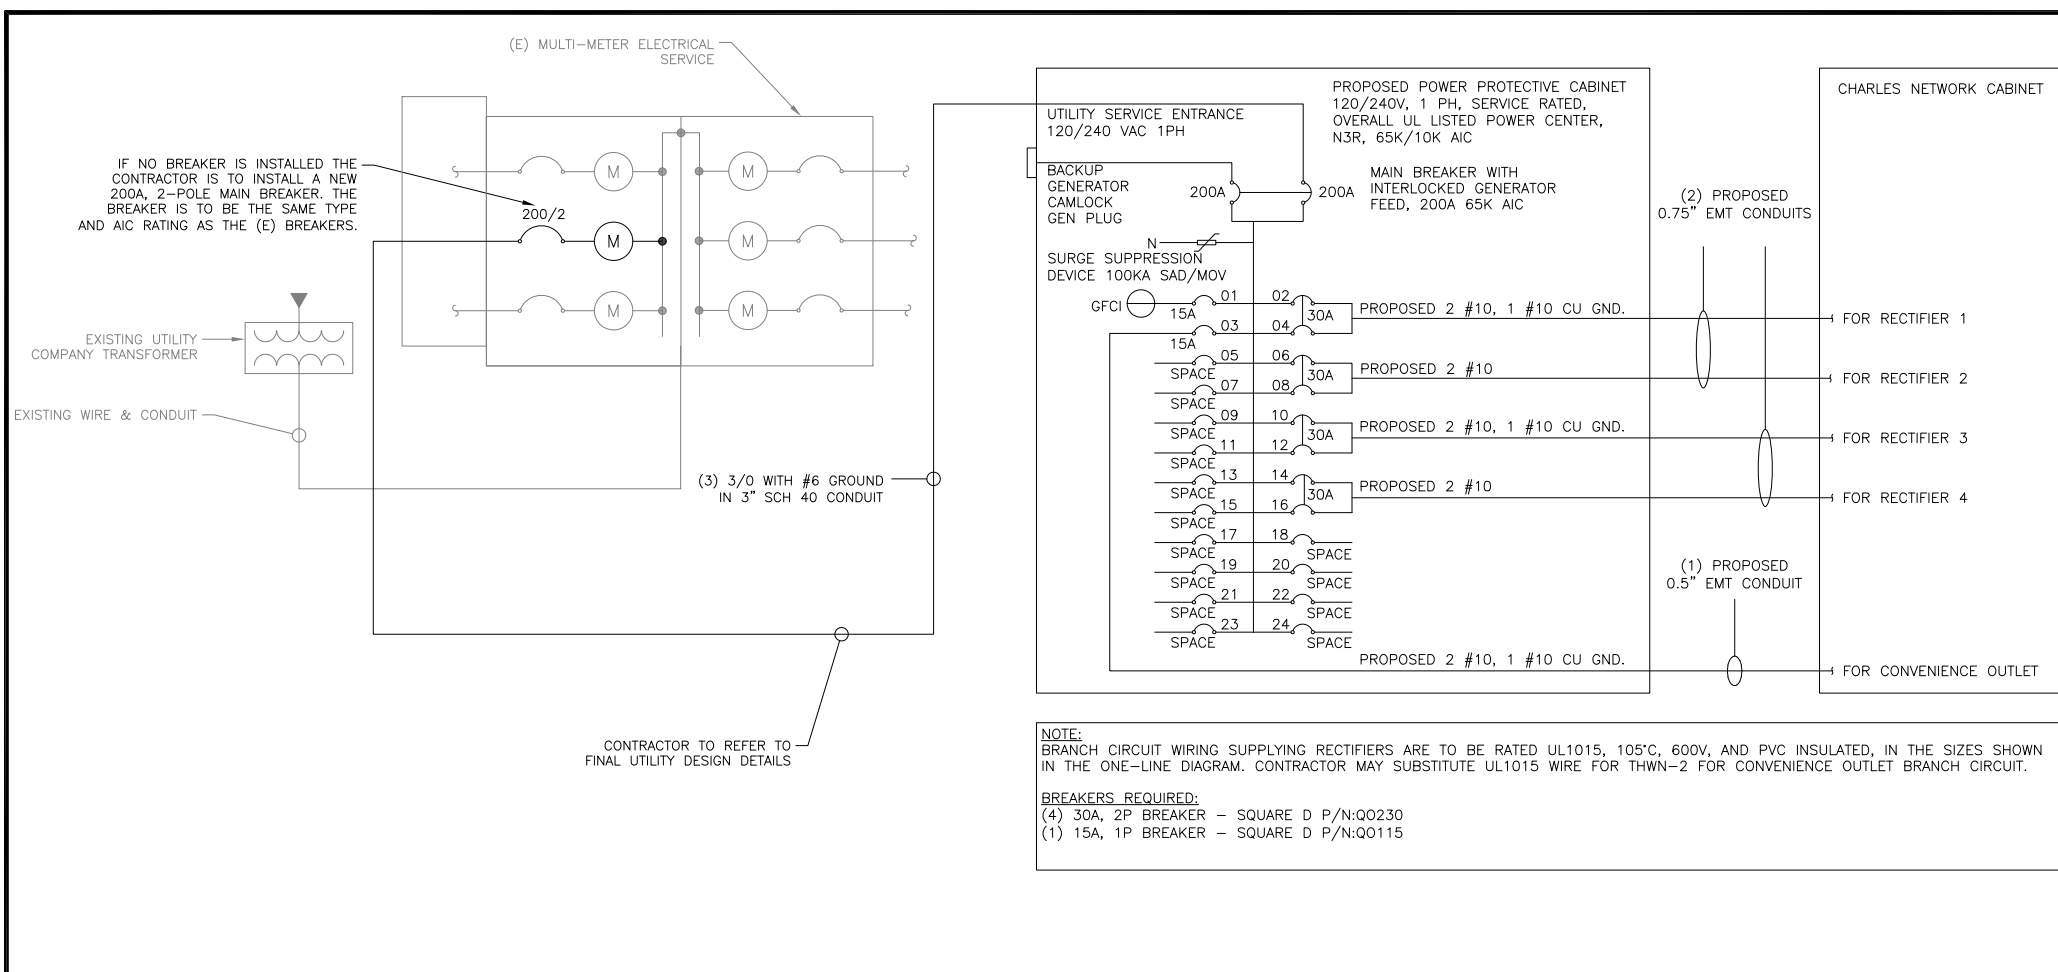 (E) MULTI-METER ELECTRICAL
SERVICE
IF NO BREAKER IS INSTALLED THE
CONTRACTOR IS TO INSTALL A NEW
200A, 2-POLE MAIN BREAKER. THE
BREAKER IS TO BE THE SAME TYPE
AND AIC RATING AS THE (E) BREAKERS.
200/2
M
M
M
M
M
M
EXISTING UTILITY
COMPANY TRANSFORMER
EXISTING WIRE & CONDUIT
(3) 3/0 WITH #6 GROUND
IN 3" SCH 40 CONDUIT
CONTRACTOR TO REFER TO
FINAL UTILITY DESIGN DETAILS
UTILITY SERVICE ENTRANCE
120/240 VAC 1PH
PROPOSED POWER PROTECTIVE CABINET
120/240V, 1 PH, SERVICE RATED,
OVERALL UL LISTED POWER CENTER,
N3R, 65K/10K AIC
BACKUP
GENERATOR
CAMLOCK
GEN PLUG
200A
200A
MAIN BREAKER WITH
INTERLOCKED GENERATOR
FEED, 200A 65K AIC
N
SURGE SUPPRESSION
DEVICE 100KA SAD/MOV
GFCI
15A
01
02
30A
PROPOSED 2 #10, 1 #10 CU GND.
15A
03
04
SPACE
05
06
30A
PROPOSED 2 #10
SPACE
07
08
SPACE
09
10
30A
PROPOSED 2 #10, 1 #10 CU GND.
SPACE
11
12
SPACE
13
14
30A
PROPOSED 2 #10
SPACE
15
16
SPACE
17
18
SPACE
SPACE
19
20
SPACE
SPACE
21
22
SPACE
SPACE
23
24
SPACE
PROPOSED 2 #10, 1 #10 CU GND.
(2) PROPOSED
0.75" EMT CONDUITS
(1) PROPOSED
0.5" EMT CONDUIT
CHARLES NETWORK CABINET
FOR RECTIFIER 1
FOR RECTIFIER 2
FOR RECTIFIER 3
FOR RECTIFIER 4
FOR CONVENIENCE OUTLET
NOTE:
BRANCH CIRCUIT WIRING SUPPLYING RECTIFIERS ARE TO BE RATED UL1015, 105°C, 600V, AND PVC INSULATED, IN THE SIZES SHOWN
IN THE ONE-LINE DIAGRAM. CONTRACTOR MAY SUBSTITUTE UL1015 WIRE FOR THWN-2 FOR CONVENIENCE OUTLET BRANCH CIRCUIT.
BREAKERS REQUIRED:
(4) 30A, 2P BREAKER - SQUARE D P/N:QO230
(1) 15A, 1P BREAKER - SQUARE D P/N:QO115